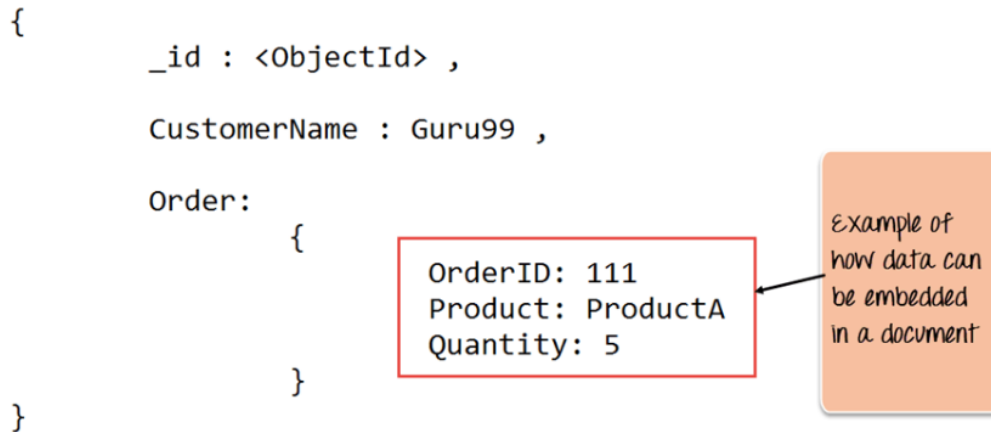 {
_id : <ObjectId> ,
CustomerName : Guru99 ,
Order:
{
OrderID: 111
Product: ProductA
Quantity: 5
}
}
Example of
how data can
be embedded
in a document